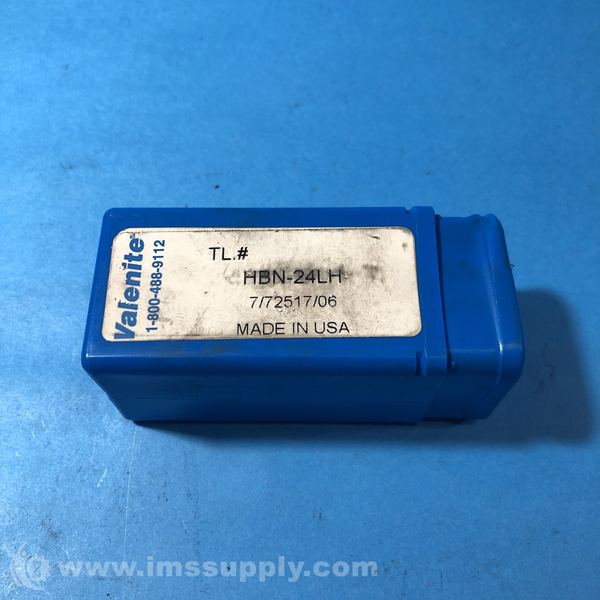 Valenite®
1-800-488-9112
TL.#
HBN-24LH
7/72517/06
MADE IN USA
www.imssupply.com